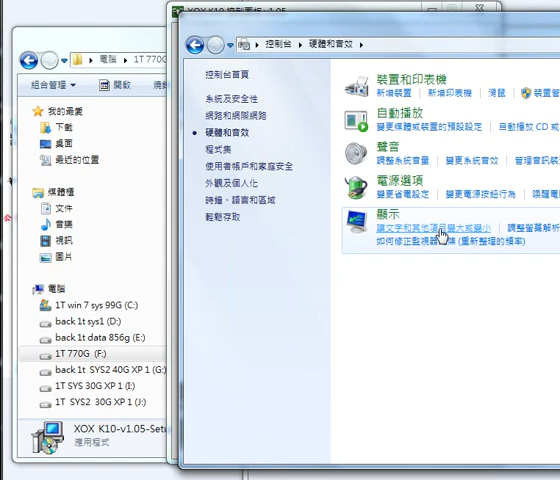 XOX K10 控制面板 v1.05
電腦 ▸ 1T 770G
組合管理 開啟
我的最愛
下載
桌面
最近的位置
媒體櫃
文件
音樂
視訊
圖片
電腦
1T win 7 sys 99G (C:)
back 1t sys1 (D:)
back 1t data 856g (E:)
1T 770G (F:)
back 1t SYS2 40G XP 1 (G:)
1T SYS 30G XP 1 (I:)
1T SYS2 30G XP 1 (J:)
XOX K10-v1.05-Setu
應用程式
控制台 ▸ 硬體和音效
控制台首頁
系統及安全性
網路和網際網路
硬體和音效
程式集
使用者帳戶和家庭安全
外觀及個人化
時鐘、語言和區域
輕鬆存取
裝置和印表機
新增裝置 新增印表機 滑鼠 裝置管
自動播放
變更媒體或裝置的預設設定 自動播放 CD 或
聲音
調整系統音量 變更系統音效 管理音訊裝
電源選項
變更省電設定 變更電源按鈕行為 喚醒電
顯示
讓文字和其他項目變大或變小 調整螢幕解析
如何修正監視器 (重新整理的頻率)